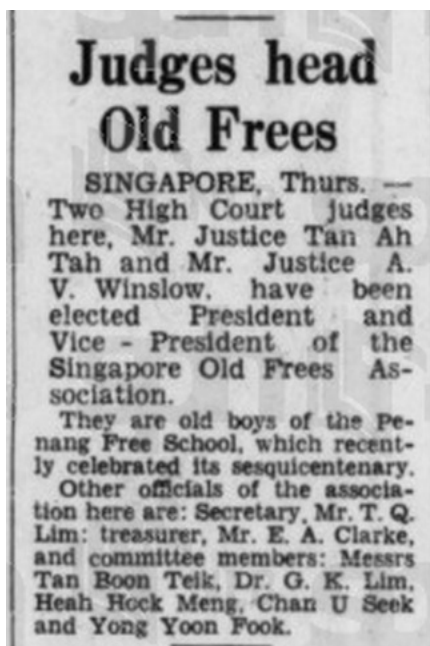 Judges head
Old Frees
SINGAPORE, Thurs. —
Two High Court judges
here, Mr. Justice Tan Ah
Tah and Mr. Justice A.
V. Winslow, have been
elected President and
Vice - President of the
Singapore Old Frees As-
sociation.
They are old boys of the Pe-
nang Free School, which recent-
ly celebrated its sesquicentenary.
Other officials of the associa-
tion here are: Secretary, Mr. T. Q.
Lim: treasurer, Mr. E. A. Clarke,
and committee members: Messrs
Tan Boon Teik, Dr. G. K. Lim,
Heah Hock Meng, Chan U Seek
and Yong Yoon Fook.